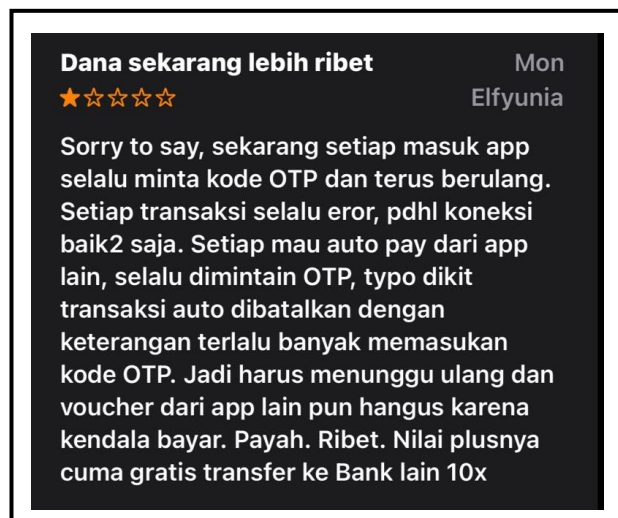 Dana sekarang lebih ribet Mon
★☆☆☆☆ Elfyunia
Sorry to say, sekarang setiap masuk app
selalu minta kode OTP dan terus berulang.
Setiap transaksi selalu eror, pdhl koneksi
baik2 saja. Setiap mau auto pay dari app
lain, selalu dimintain OTP, typo dikit
transaksi auto dibatalkan dengan
keterangan terlalu banyak memasukan
kode OTP. Jadi harus menunggu ulang dan
voucher dari app lain pun hangus karena
kendala bayar. Payah. Ribet. Nilai plusnya
cuma gratis transfer ke Bank lain 10x